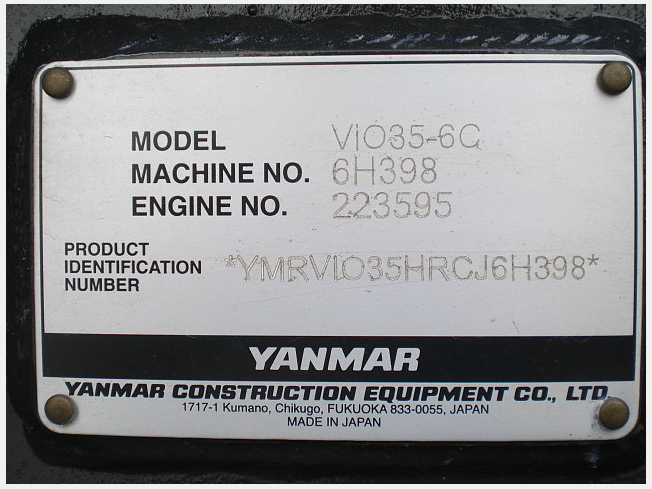 MODEL ViO35-6C
MACHINE NO. 6H398
ENGINE NO. 223595
PRODUCT
IDENTIFICATION
NUMBER
*YMRVIO35HRCJ6H398*
YANMAR
YANMAR CONSTRUCTION EQUIPMENT CO., LTD.
1717-1 Kumano, Chikugo, FUKUOKA 833-0055, JAPAN
MADE IN JAPAN